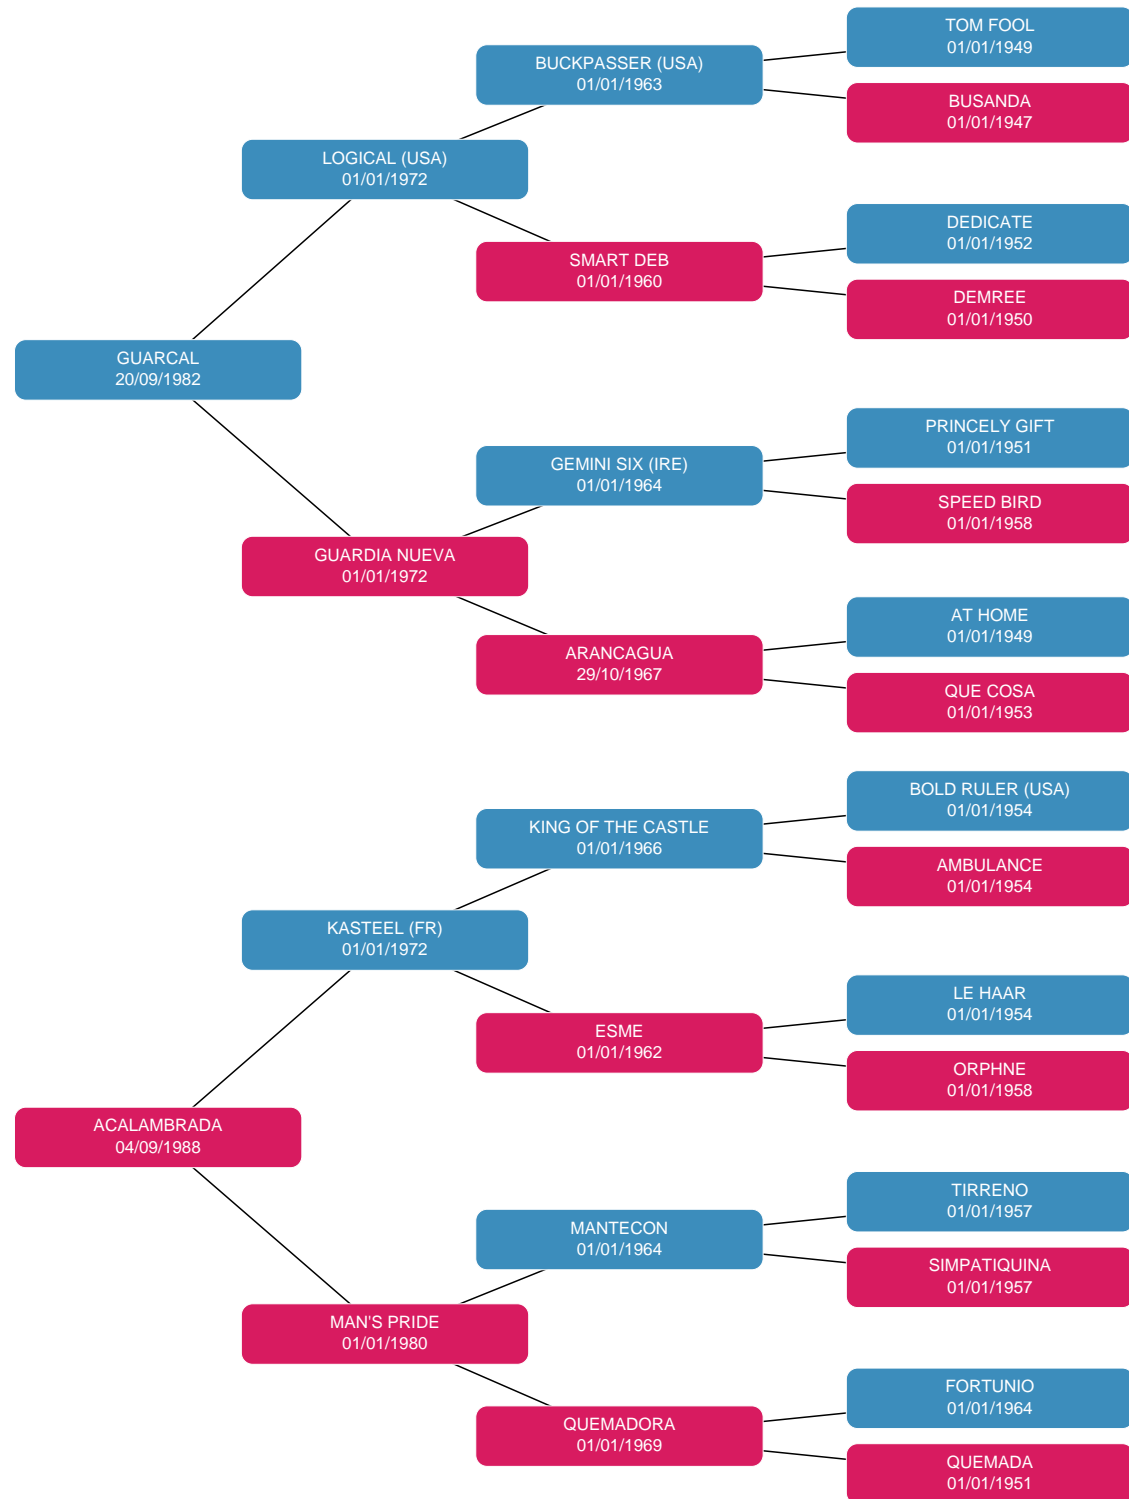 TOM FOOL
01/01/1949
BUCKPASSER (USA)
01/01/1963
BUSANDA
01/01/1947
LOGICAL (USA)
01/01/1972
DEDICATE
01/01/1952
SMART DEB
01/01/1960
DEMREE
01/01/1950
GUARCAL
20/09/1982
PRINCELY GIFT
01/01/1951
GEMINI SIX (IRE)
01/01/1964
SPEED BIRD
01/01/1958
GUARDIA NUEVA
01/01/1972
AT HOME
01/01/1949
ARANCAGUA
29/10/1967
QUE COSA
01/01/1953
BOLD RULER (USA)
01/01/1954
KING OF THE CASTLE
01/01/1966
AMBULANCE
01/01/1954
KASTEEL (FR)
01/01/1972
LE HAAR
01/01/1954
ESME
01/01/1962
ORPHNE
01/01/1958
ACALAMBRADA
04/09/1988
TIRRENO
01/01/1957
MANTECON
01/01/1964
SIMPATIQUINA
01/01/1957
MAN'S PRIDE
01/01/1980
FORTUNIO
01/01/1964
QUEMADORA
01/01/1969
QUEMADA
01/01/1951